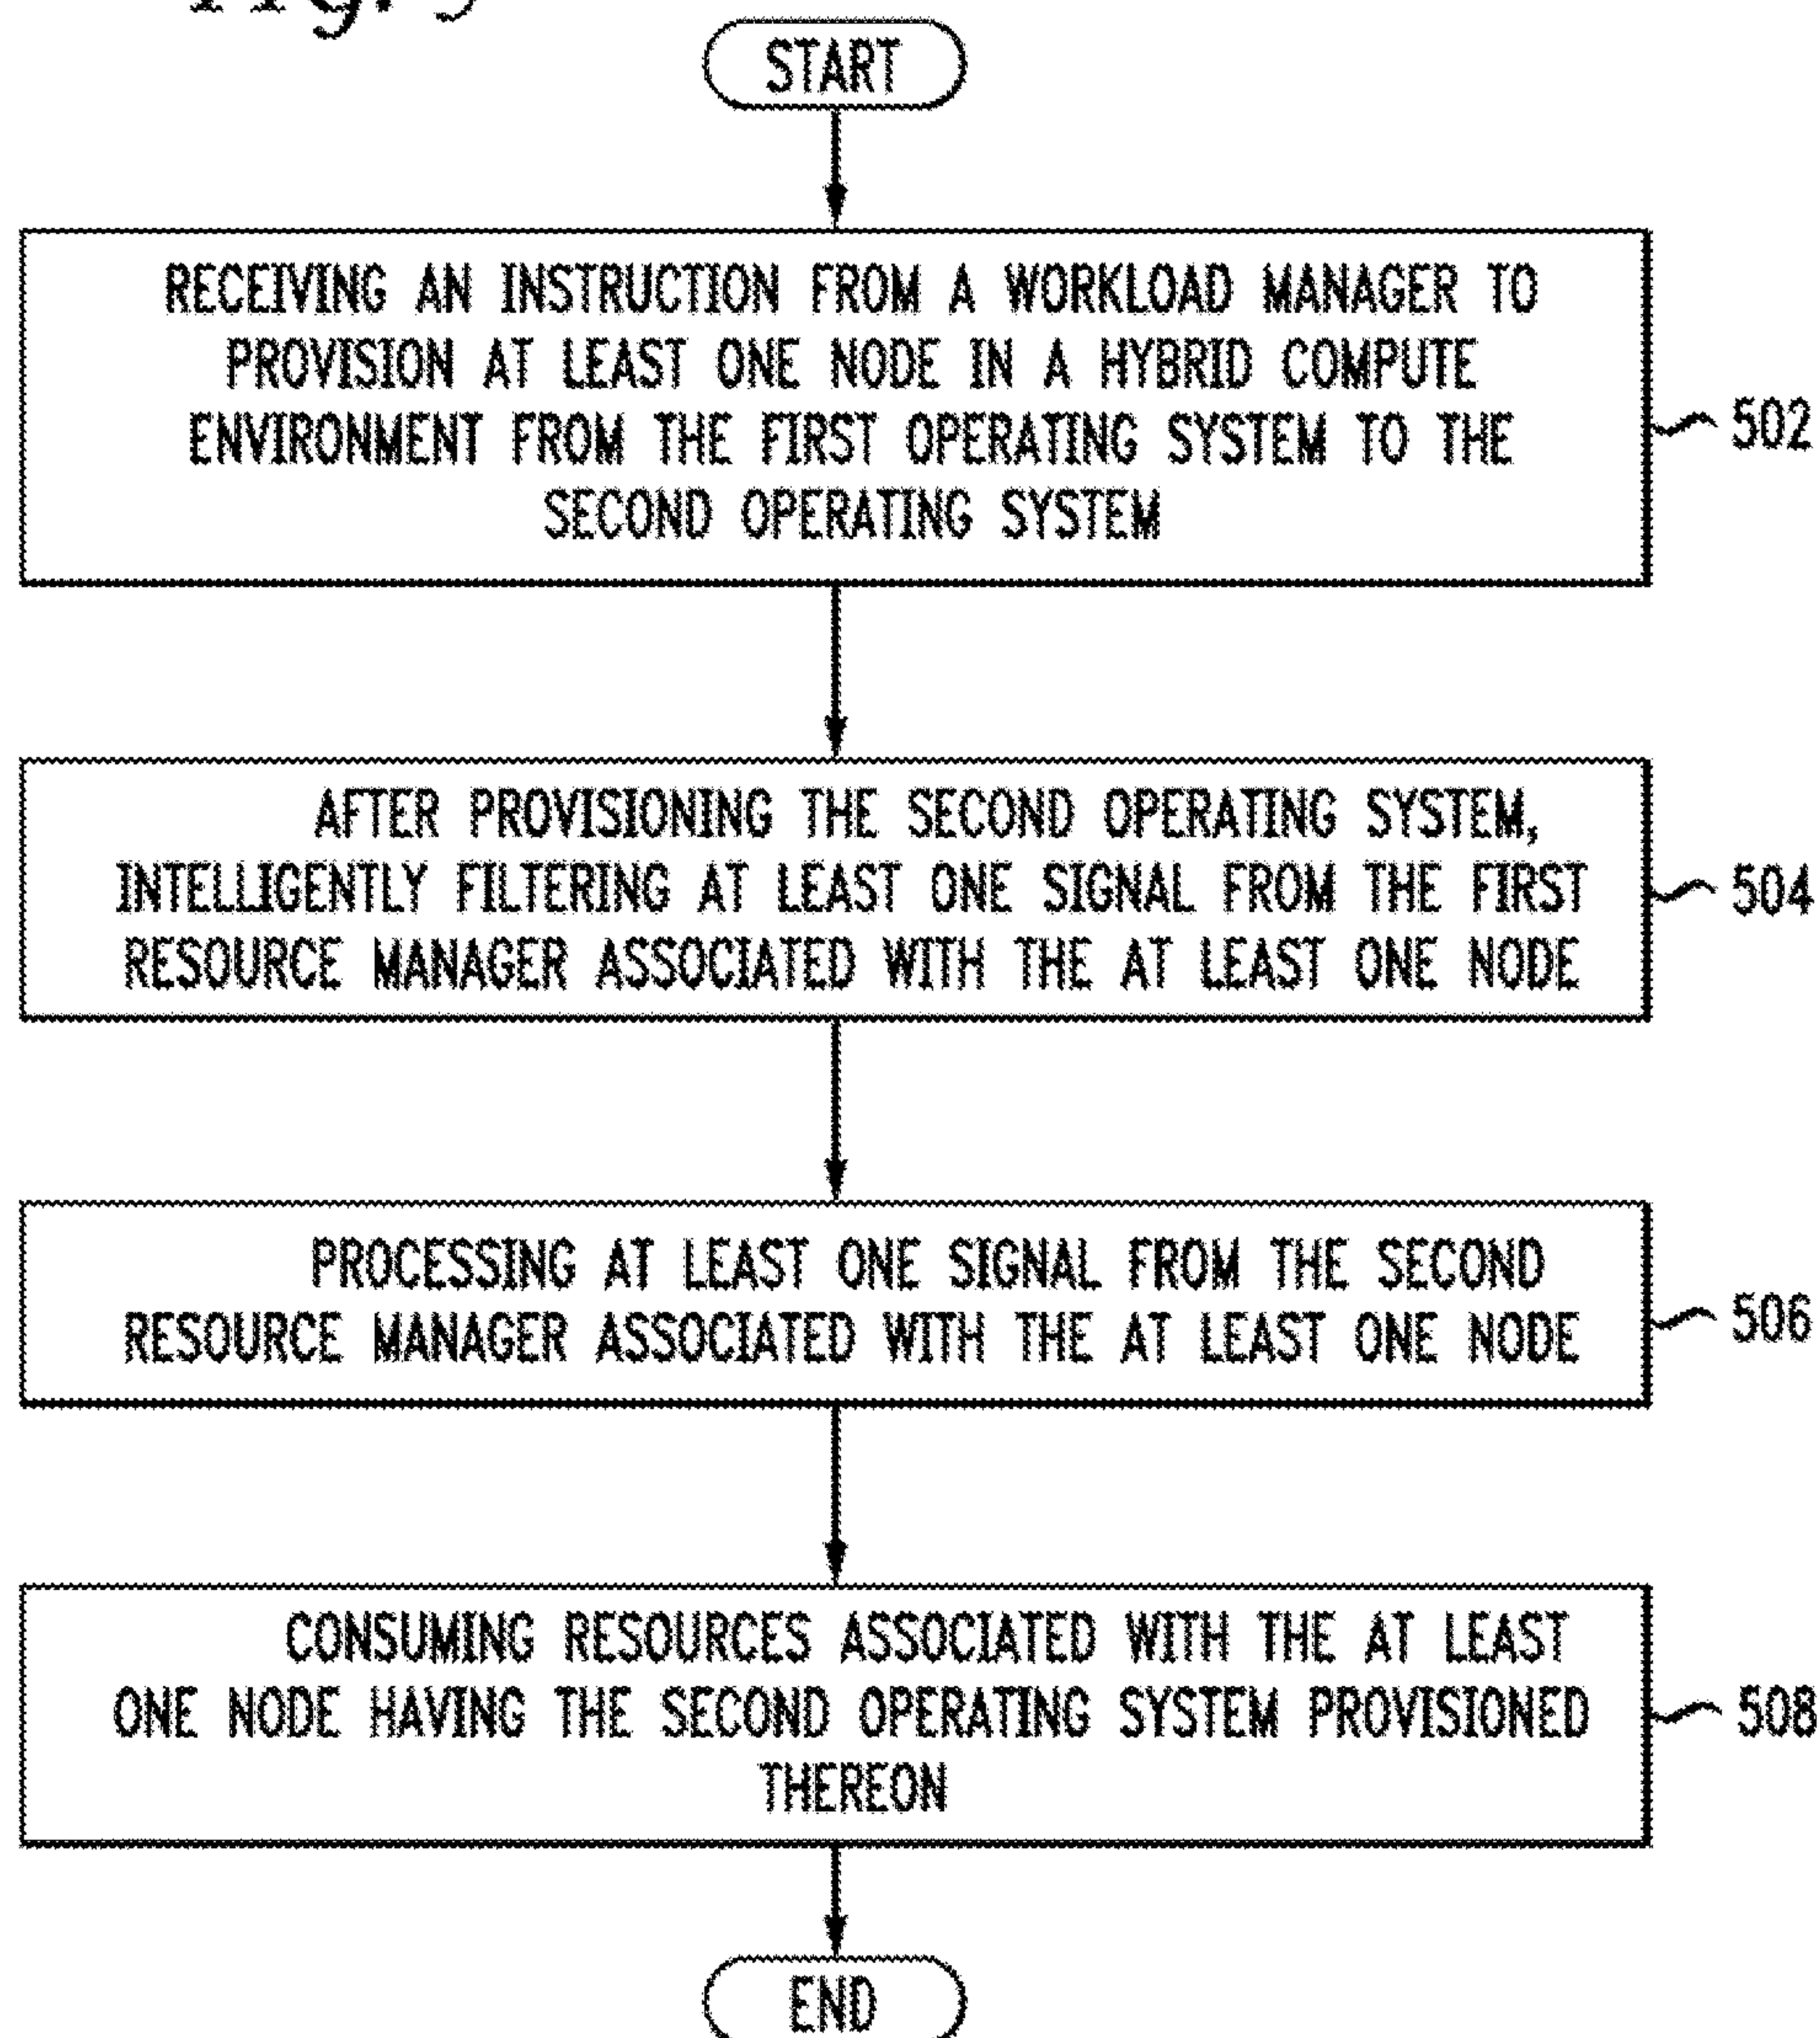 START
RECEIVING AN INSTRUCTION FROM A WORKLOAD MANAGER TO
PROVISION AT LEAST ONE NODE IN A HYBRID COMPUTE
ENVIRONMENT FROM THE FIRST OPERATING SYSTEM TO THE
SECOND OPERATING SYSTEM
502
AFTER PROVISIONING THE SECOND OPERATING SYSTEM,
INTELLIGENTLY FILTERING AT LEAST ONE SIGNAL FROM THE FIRST
RESOURCE MANAGER ASSOCIATED WITH THE AT LEAST ONE NODE
504
PROCESSING AT LEAST ONE SIGNAL FROM THE SECOND
RESOURCE MANAGER ASSOCIATED WITH THE AT LEAST ONE NODE
506
CONSUMING RESOURCES ASSOCIATED WITH THE AT LEAST
ONE NODE HAVING THE SECOND OPERATING SYSTEM PROVISIONED
THEREON
508
END